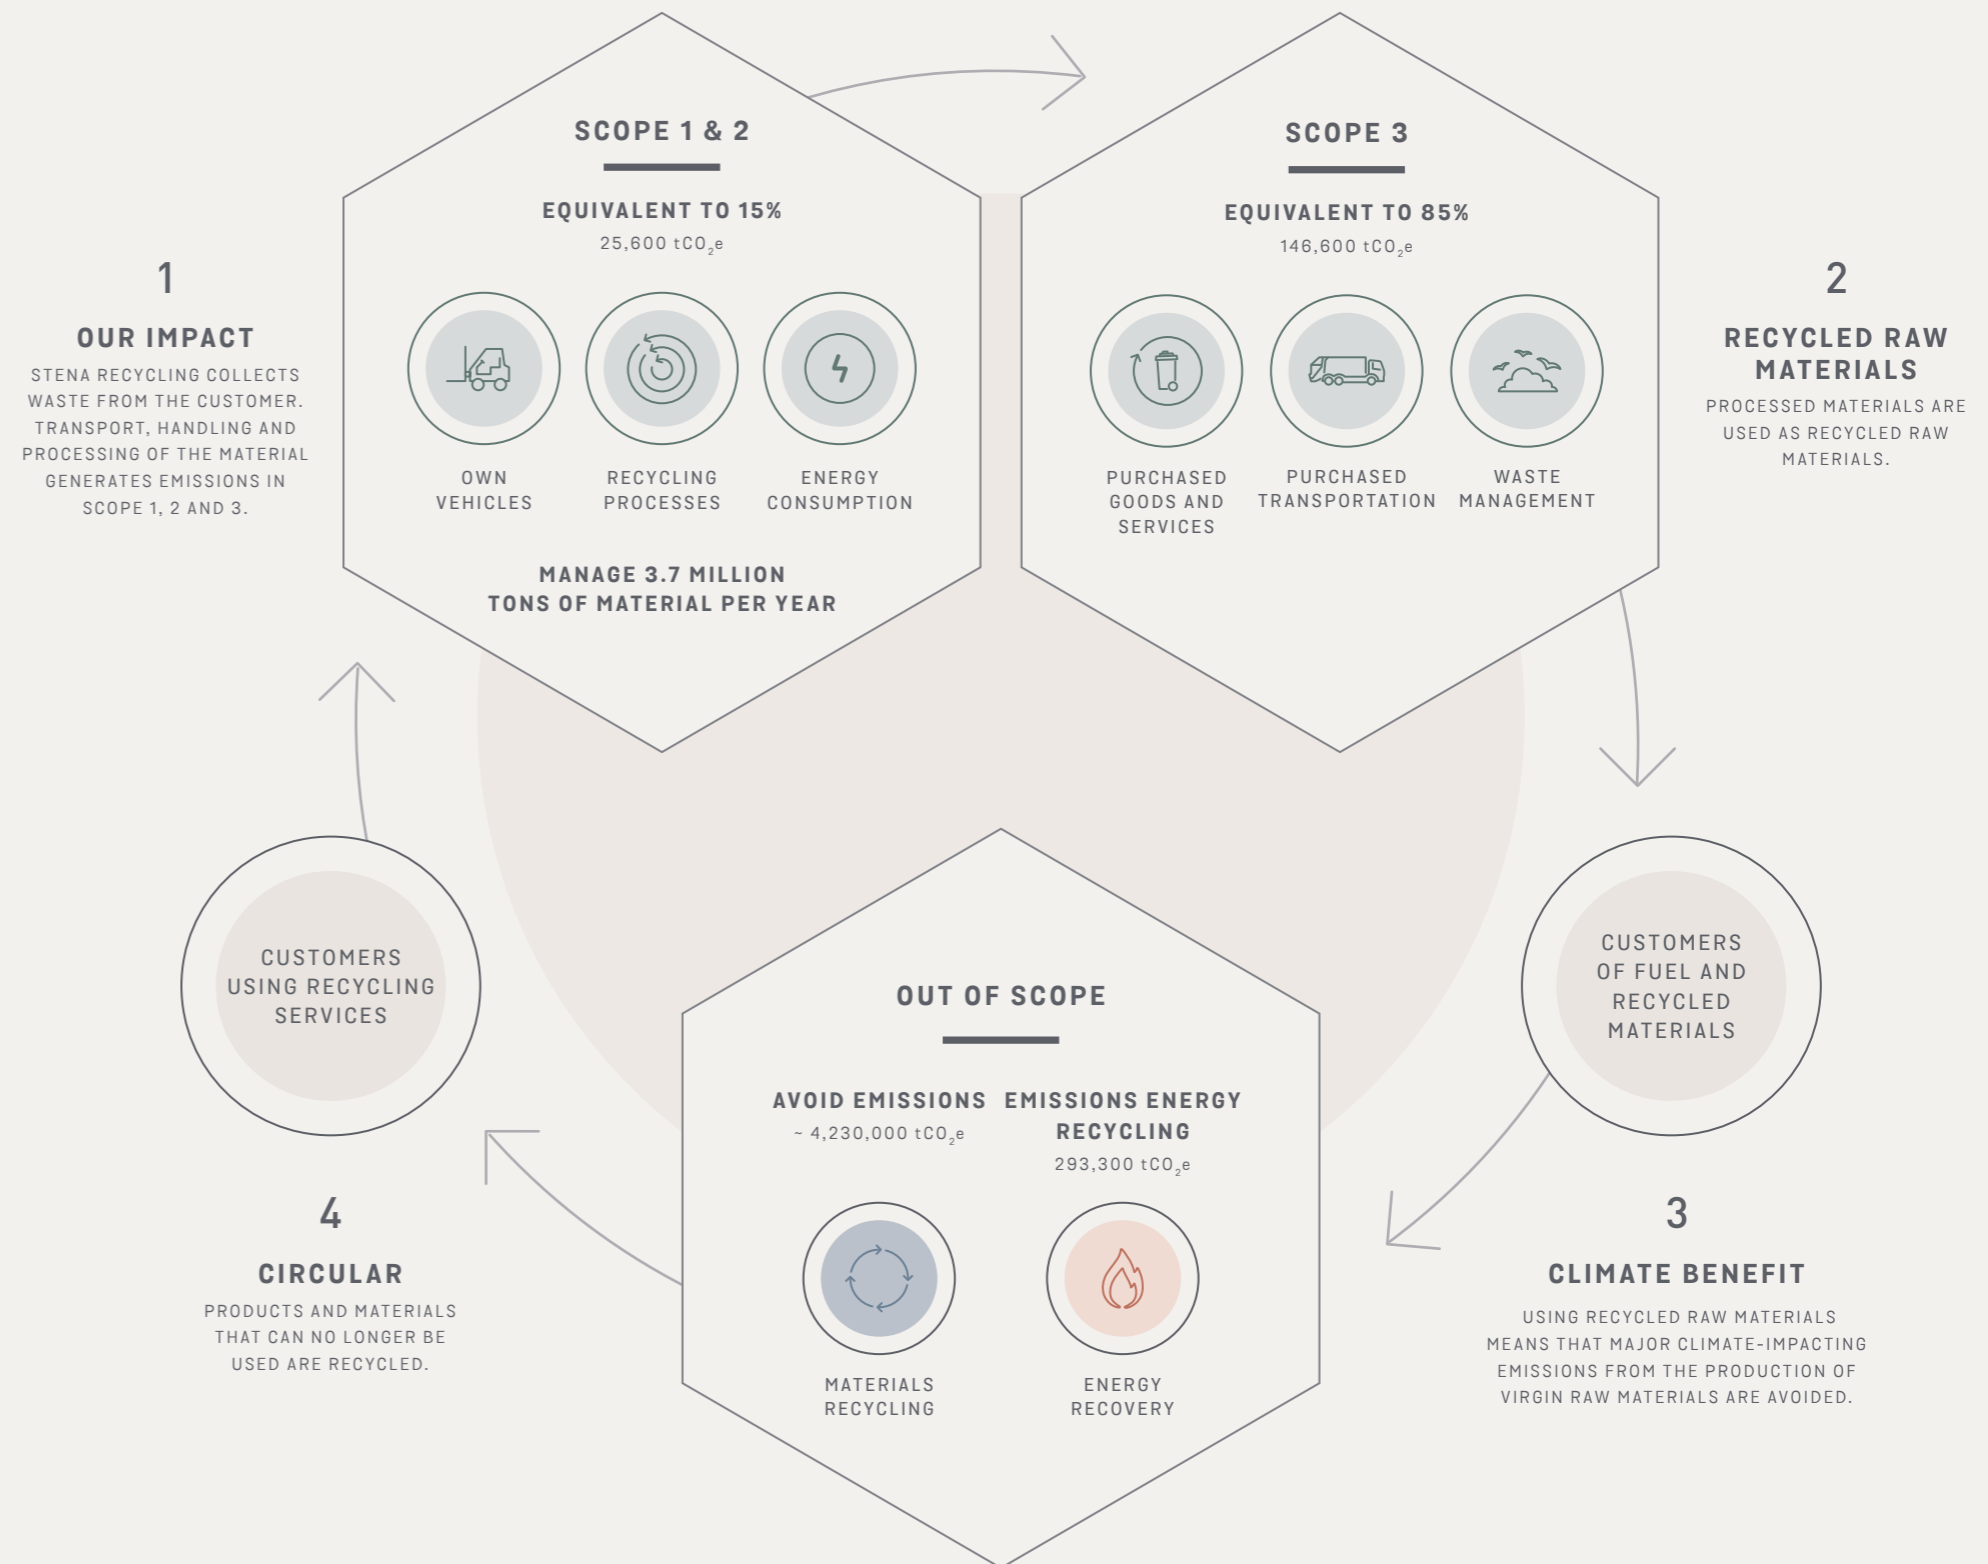 SCOPE 1 & 2
EQUIVALENT TO 15%
25,600 tCO₂e
OWN
VEHICLES
RECYCLING
PROCESSES
ENERGY
CONSUMPTION
MANAGE 3.7 MILLION
TONS OF MATERIAL PER YEAR
SCOPE 3
EQUIVALENT TO 85%
146,600 tCO₂e
PURCHASED
GOODS AND
SERVICES
PURCHASED
TRANSPORTATION
WASTE
MANAGEMENT
1
OUR IMPACT
STENA RECYCLING COLLECTS
WASTE FROM THE CUSTOMER.
TRANSPORT, HANDLING AND
PROCESSING OF THE MATERIAL
GENERATES EMISSIONS IN
SCOPE 1, 2 AND 3.
2
RECYCLED RAW
MATERIALS
PROCESSED MATERIALS ARE
USED AS RECYCLED RAW
MATERIALS.
CUSTOMERS
USING RECYCLING
SERVICES
CUSTOMERS
OF FUEL AND
RECYCLED
MATERIALS
OUT OF SCOPE
AVOID EMISSIONS
~ 4,230,000 tCO₂e
EMISSIONS ENERGY
RECYCLING
293,300 tCO₂e
MATERIALS
RECYCLING
ENERGY
RECOVERY
4
CIRCULAR
PRODUCTS AND MATERIALS
THAT CAN NO LONGER BE
USED ARE RECYCLED.
3
CLIMATE BENEFIT
USING RECYCLED RAW MATERIALS
MEANS THAT MAJOR CLIMATE-IMPACTING
EMISSIONS FROM THE PRODUCTION OF
VIRGIN RAW MATERIALS ARE AVOIDED.